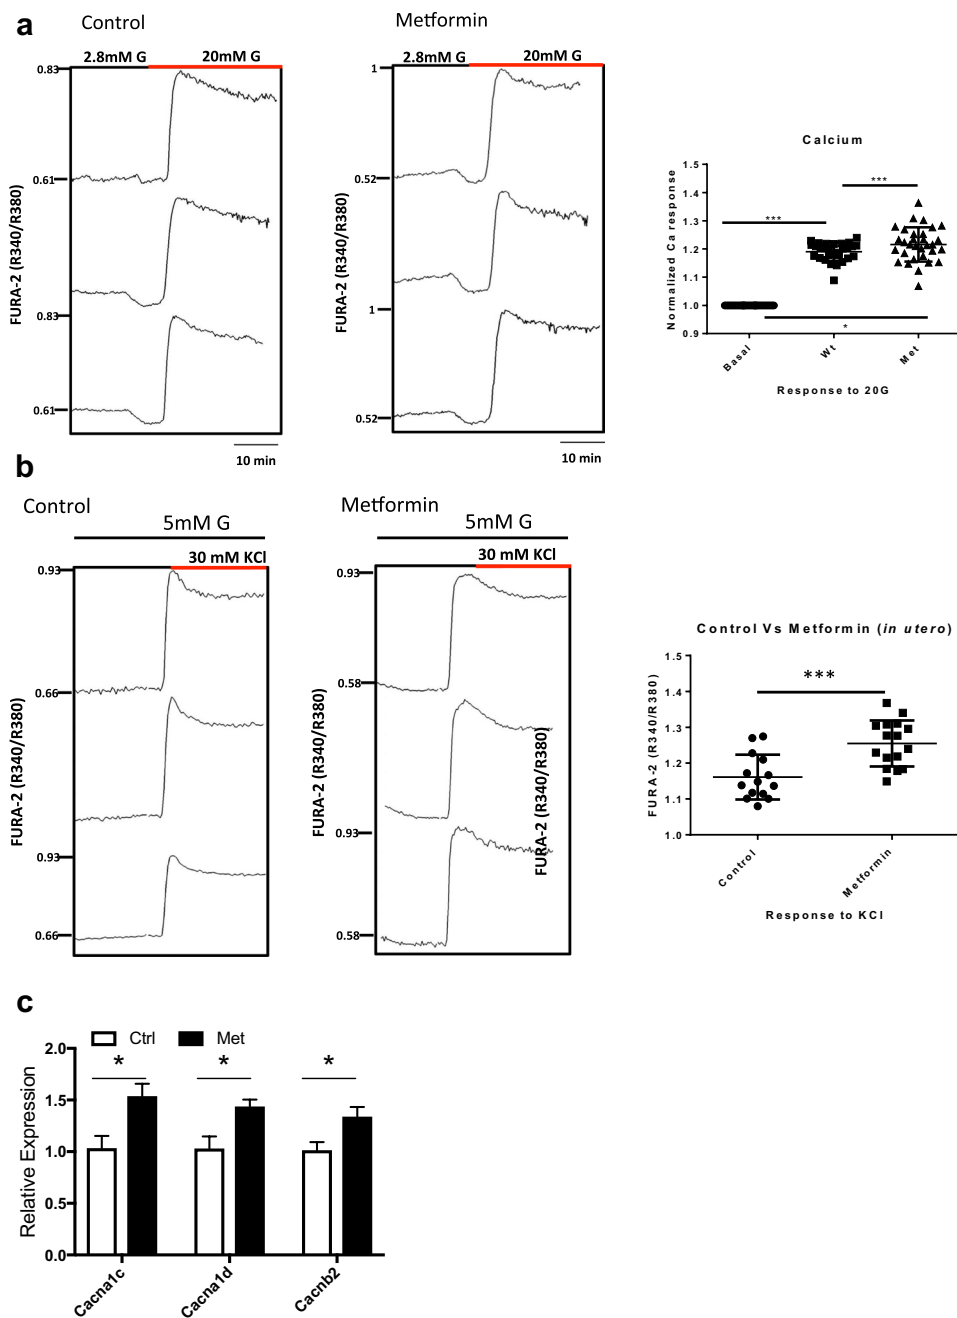 a
Control
Metformin
2.8mM G 20mM G
2.8mM G 20mM G
0.83
0.61
0.83
0.61
FURA-2 (R340/R380)
10 min
1
0.52
1
0.52
FURA-2 (R340/R380)
10 min
Calcium
1.5
1.4
1.3
1.2
1.1
1.0
0.9
Normalized Ca response
***
***
*
Basal
Wt
Met
Response to 20G
b
Control
5mM G
30 mM KCl
0.93
0.66
0.93
0.66
FURA-2 (R340/R380)
Metformin
5mM G
30 mM KCl
0.93
0.58
0.93
0.58
FURA-2 (R340/R380)
FURA-2 (R340/R380)
Control Vs Metformin (in utero)
1.5
1.4
1.3
1.2
1.1
1.0
FURA-2 (R340/R380)
***
Control
Metformin
Response to KCl
c
Ctrl Met
2.0
1.5
1.0
0.5
0.0
Relative Expression
* * *
Cacna1c
Cacna1d
Cacnb2